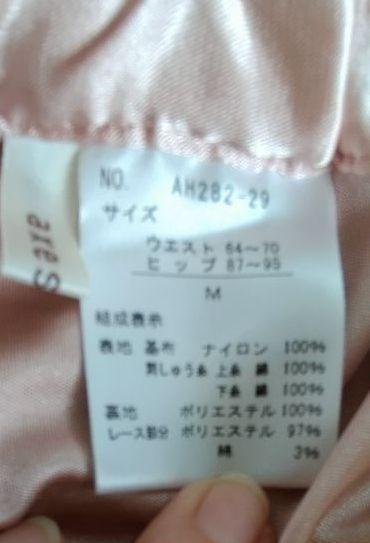 axe S
NO. AH282-29
サイズ
ウエスト 64〜70
ヒップ 87〜95
M
組成表示
表地 基布 ナイロン 100%
刺しゅう糸 上糸 綿 100%
下糸 綿 100%
裏地 ポリエステル 100%
レース部分 ポリエステル 97%
綿 3%